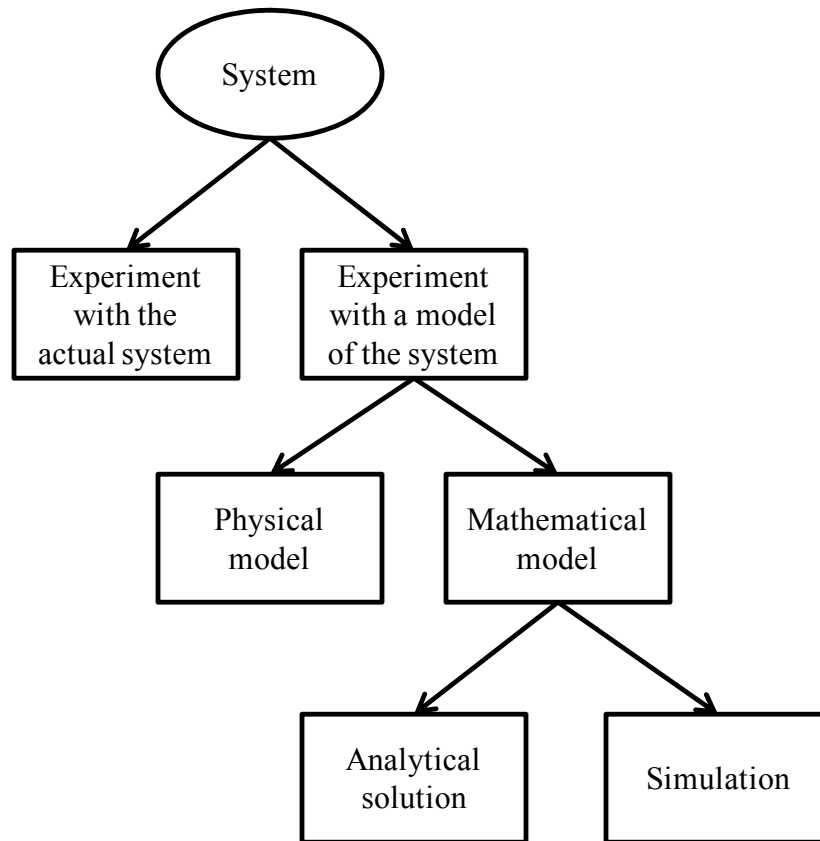 System
Experiment
with the
actual system
Experiment
with a model
of the system
Physical
model
Mathematical
model
Analytical
solution
Simulation